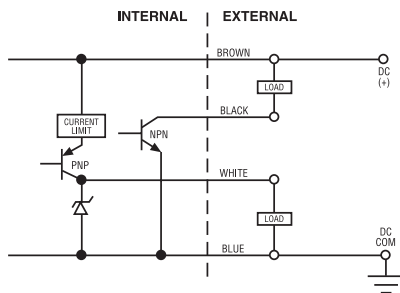 INTERNAL EXTERNAL
BROWN
DC
(+)
LOAD
BLACK
CURRENT
LIMIT
NPN
PNP
WHITE
LOAD
DC
COM
BLUE